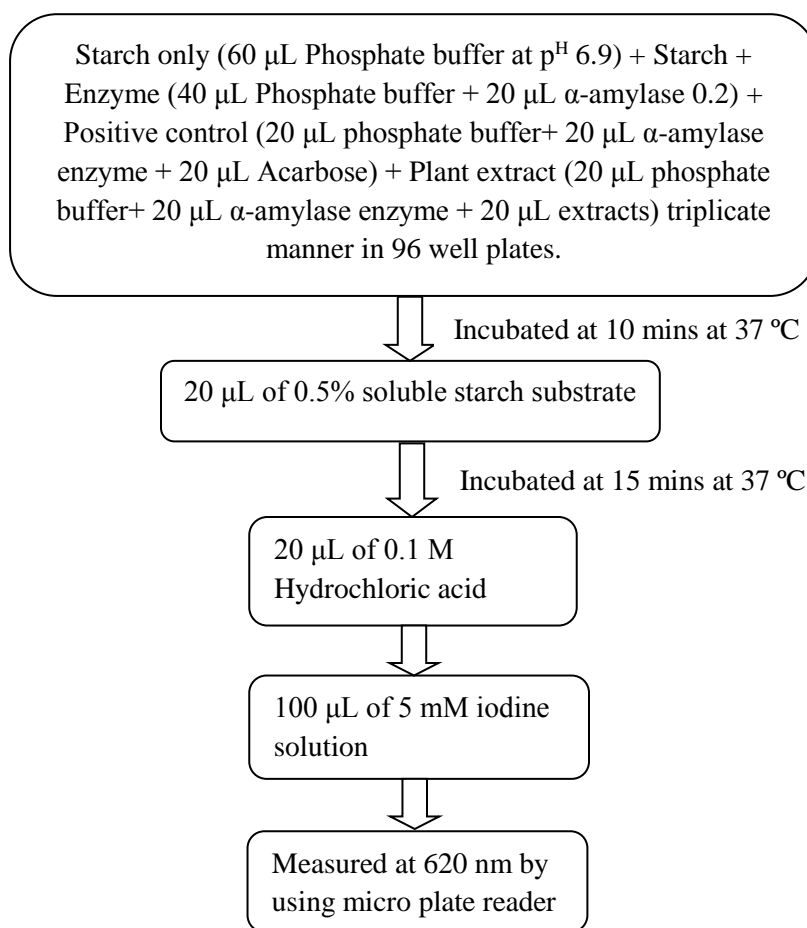 Starch only (60 μL Phosphate buffer at pᴴ 6.9) + Starch +
Enzyme (40 μL Phosphate buffer + 20 μL α-amylase 0.2) +
Positive control (20 μL phosphate buffer+ 20 μL α-amylase
enzyme + 20 μL Acarbose) + Plant extract (20 μL phosphate
buffer+ 20 μL α-amylase enzyme + 20 μL extracts) triplicate
manner in 96 well plates.
Incubated at 10 mins at 37 ºC
20 μL of 0.5% soluble starch substrate
Incubated at 15 mins at 37 ºC
20 μL of 0.1 M
Hydrochloric acid
100 μL of 5 mM iodine
solution
Measured at 620 nm by
using micro plate reader